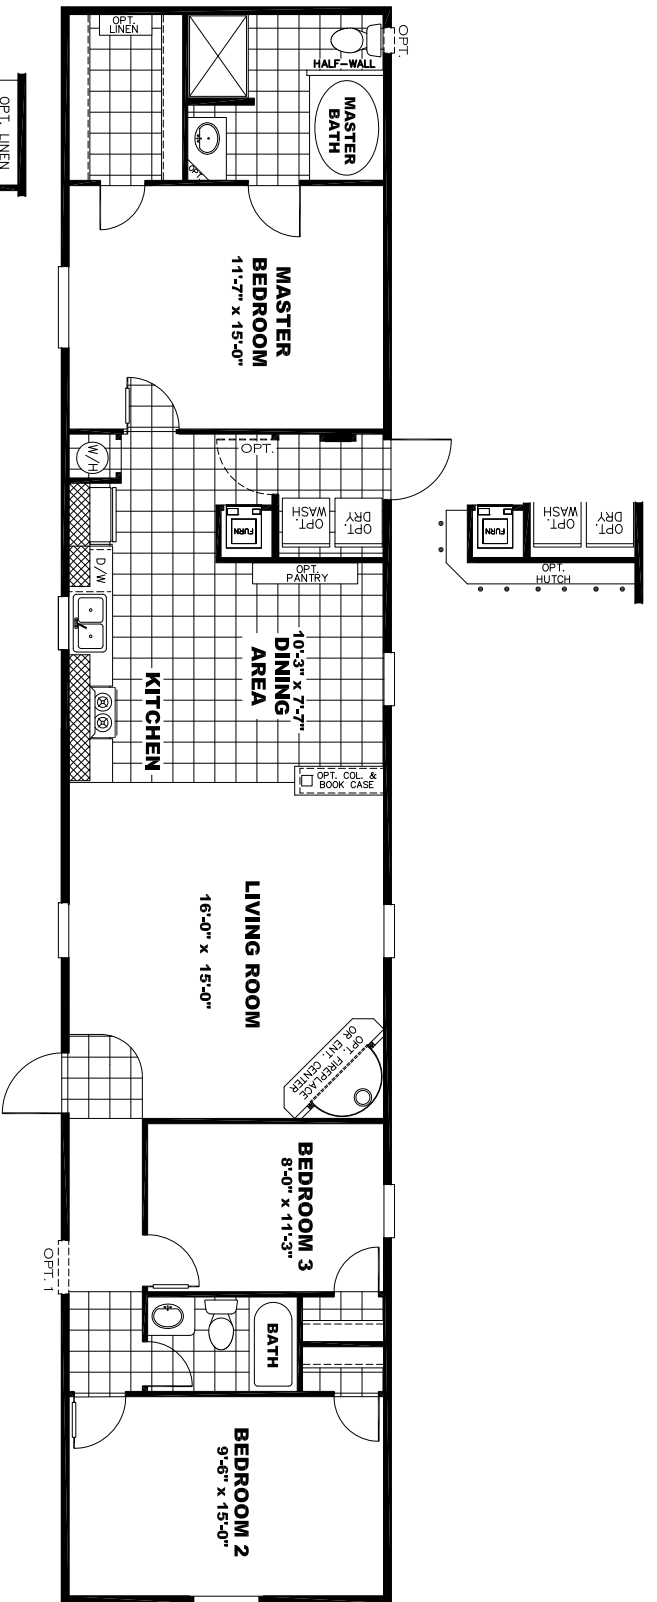 OPT.
LINEN
OPT.
HALF-WALL
MASTER
BATH
OPT.
OPT. LINEN
MASTER
BEDROOM
11'-7" x 15'-0"
W/H
OPT.
OPT.
WASH
OPT.
DRY
FURN
OPT.
PANTRY
D/W
10'-3" x 7'-7"
DINING
AREA
KITCHEN
OPT. COL. &
BOOK CASE
OPT.
WASH
OPT.
DRY
FURN
OPT.
HUTCH
LIVING ROOM
16'-0" x 15'-0"
OPT. FIREPLACE
OR ENT. CENTER
BEDROOM 3
8'-0" x 11'-3"
OPT. 1
BATH
BEDROOM 2
9'-6" x 15'-0"